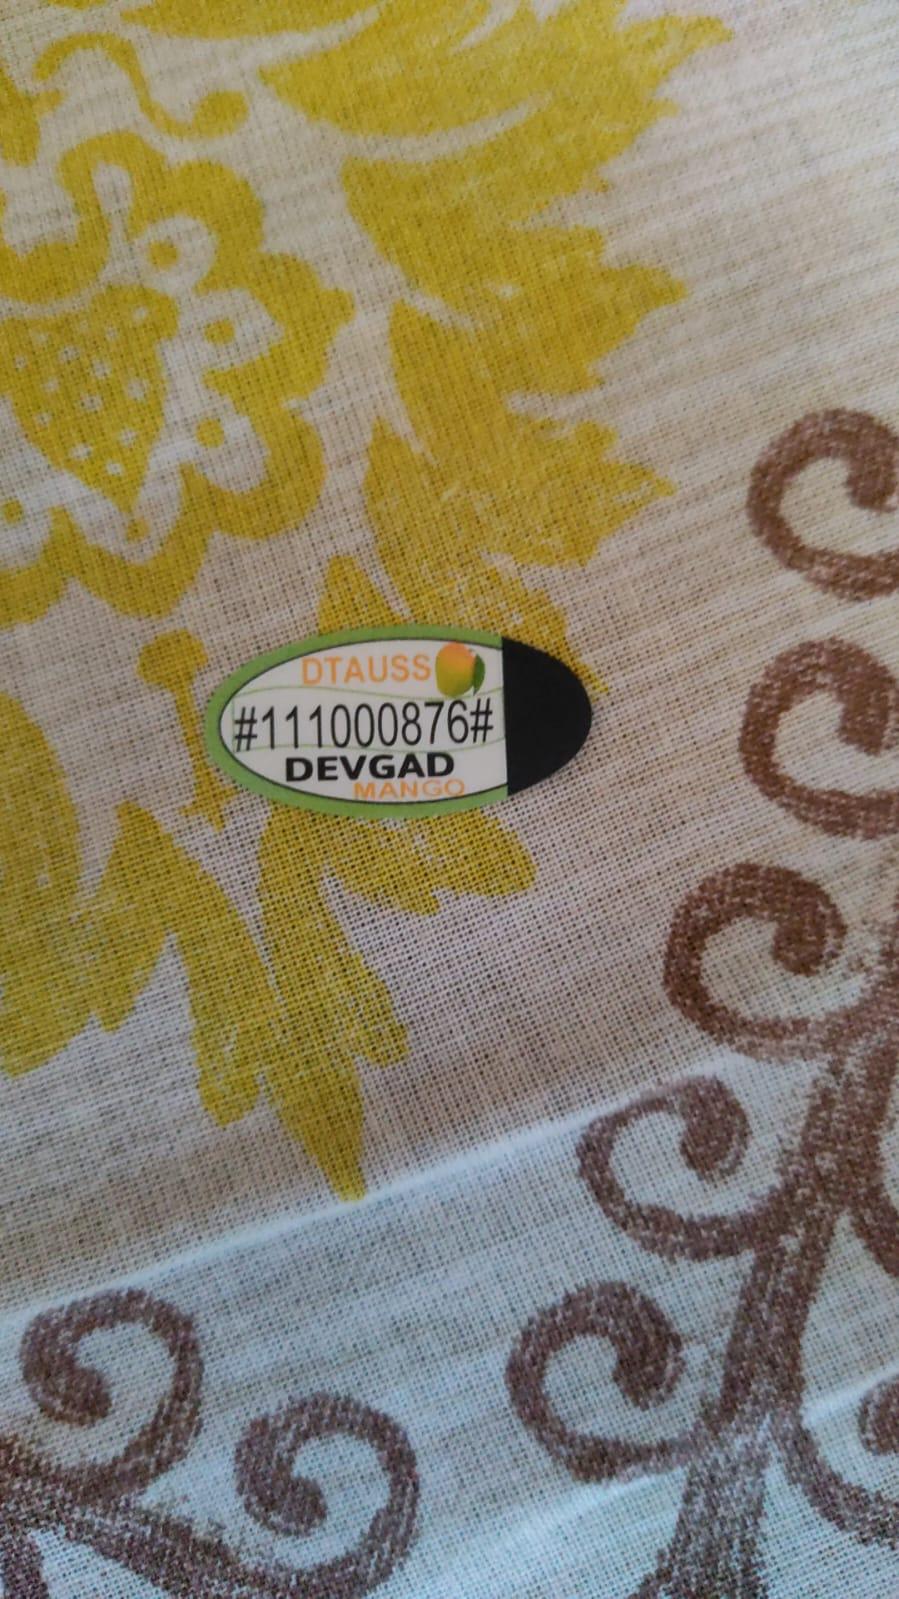 DTAUSS
#111000876#
DEVGAD
MANGO